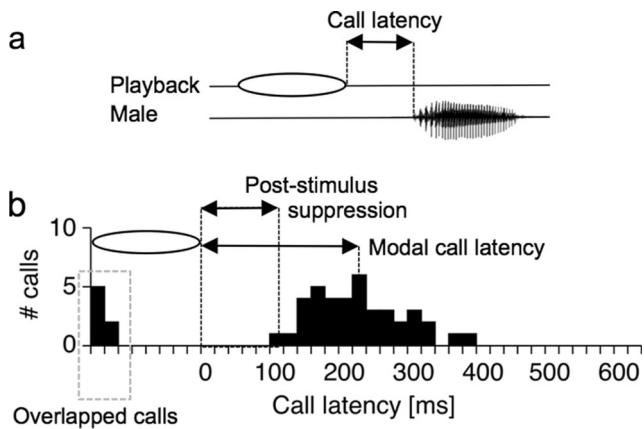 a
Call latency
Playback
Male
b
Post-stimulus
suppression
Modal call latency
10
5
0
# calls
0 100 200 300 400 500 600
Call latency [ms]
Overlapped calls